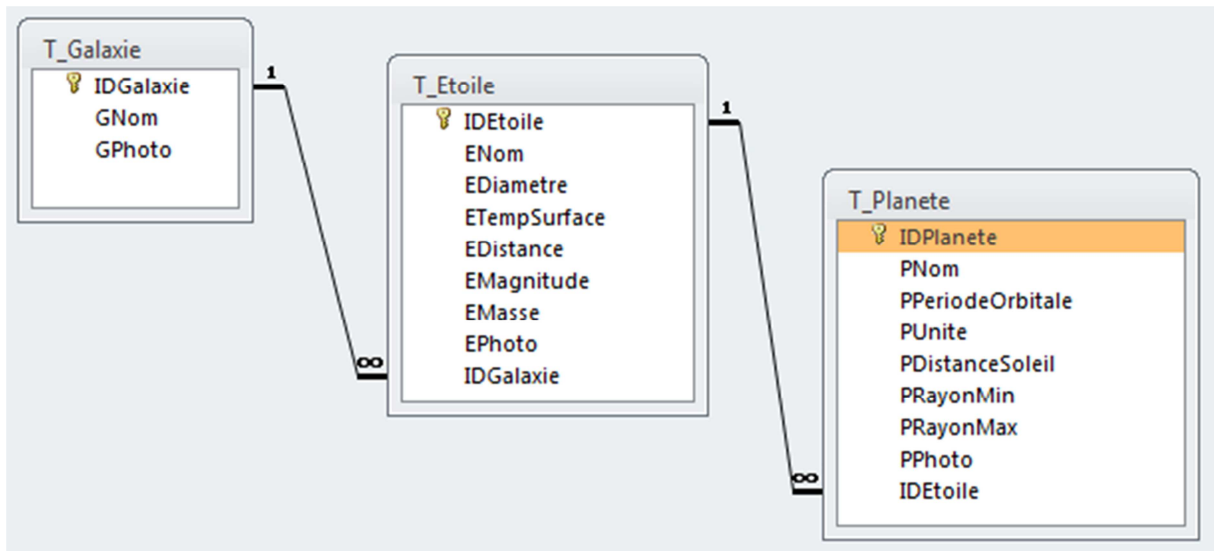 T_Galaxie
IDGalaxie
GNom
GPhoto
1
∞
T_Etoile
IDEtoile
ENom
EDiametre
ETempSurface
EDistance
EMagnitude
EMasse
EPhoto
IDGalaxie
1
∞
T_Planete
IDPlanete
PNom
PPeriodeOrbitale
PUnite
PDistanceSoleil
PRayonMin
PRayonMax
PPhoto
IDEtoile